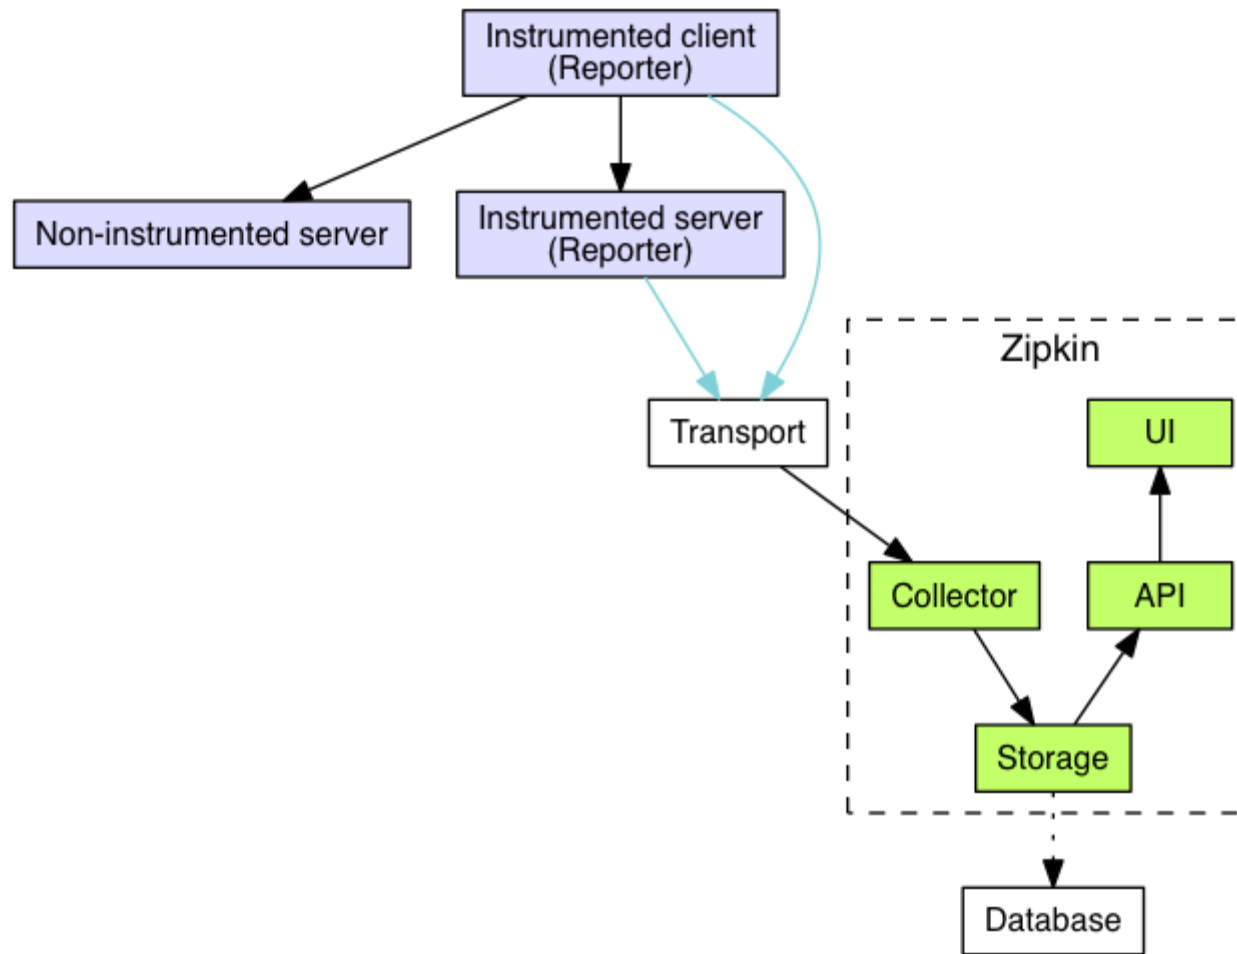 Instrumented client
(Reporter)
Non-instrumented server
Instrumented server
(Reporter)
Zipkin
Transport
UI
Collector
API
Storage
Database